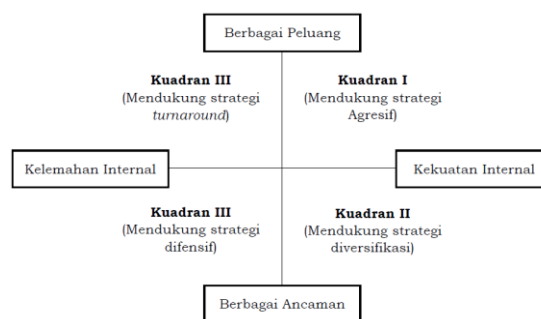 Berbagai Peluang
Kuadran III
(Mendukung strategi
turnaround)
Kuadran I
(Mendukung strategi
Agresif)
Kelemahan Internal
Kekuatan Internal
Kuadran III
(Mendukung strategi
difensif)
Kuadran II
(Mendukung strategi
diversifikasi)
Berbagai Ancaman